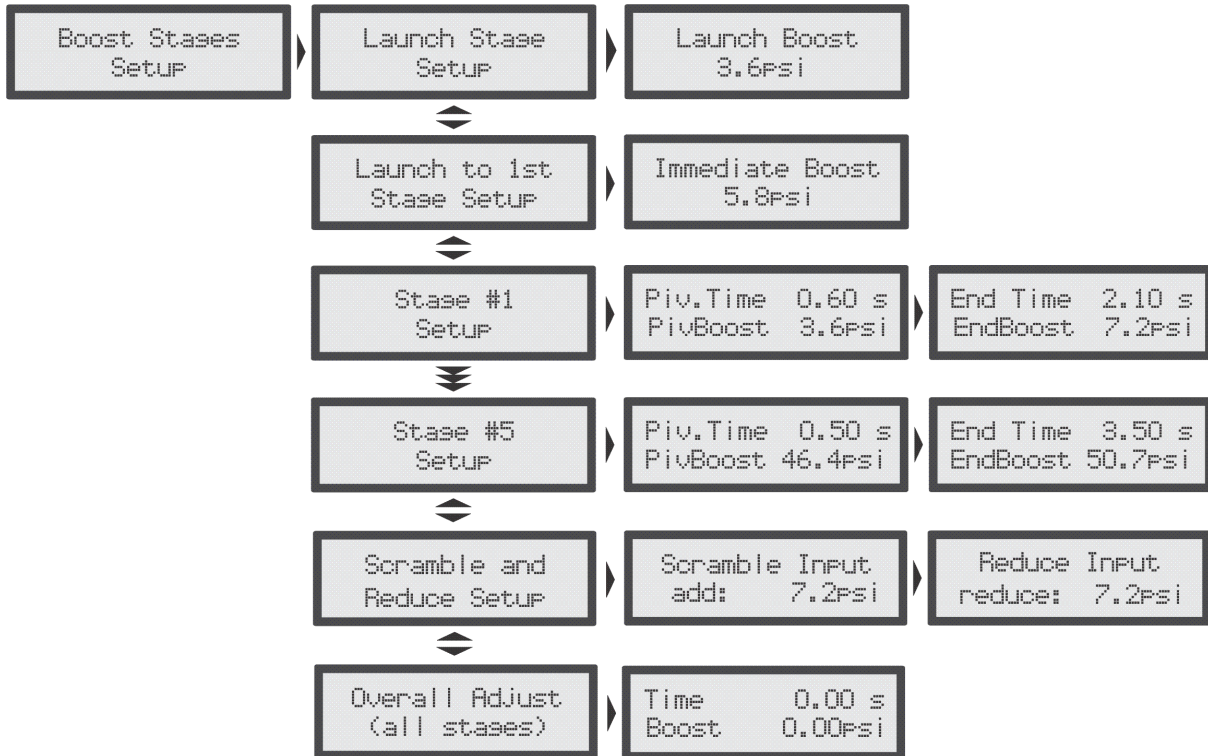 Boost Stages
Setup
Launch Stage
Setup
Launch Boost
3.6psi
Launch to 1st
Stage Setup
Immediate Boost
5.8psi
Stage #1
Setup
Piv.Time 0.60 s
PivBoost 3.6psi
End Time 2.10 s
EndBoost 7.2psi
Stage #5
Setup
Piv.Time 0.50 s
PivBoost 46.4psi
End Time 3.50 s
EndBoost 50.7psi
Scramble and
Reduce Setup
Scramble Input
add: 7.2psi
Reduce Input
reduce: 7.2psi
Overall Adjust
(all stages)
Time 0.00 s
Boost 0.00psi